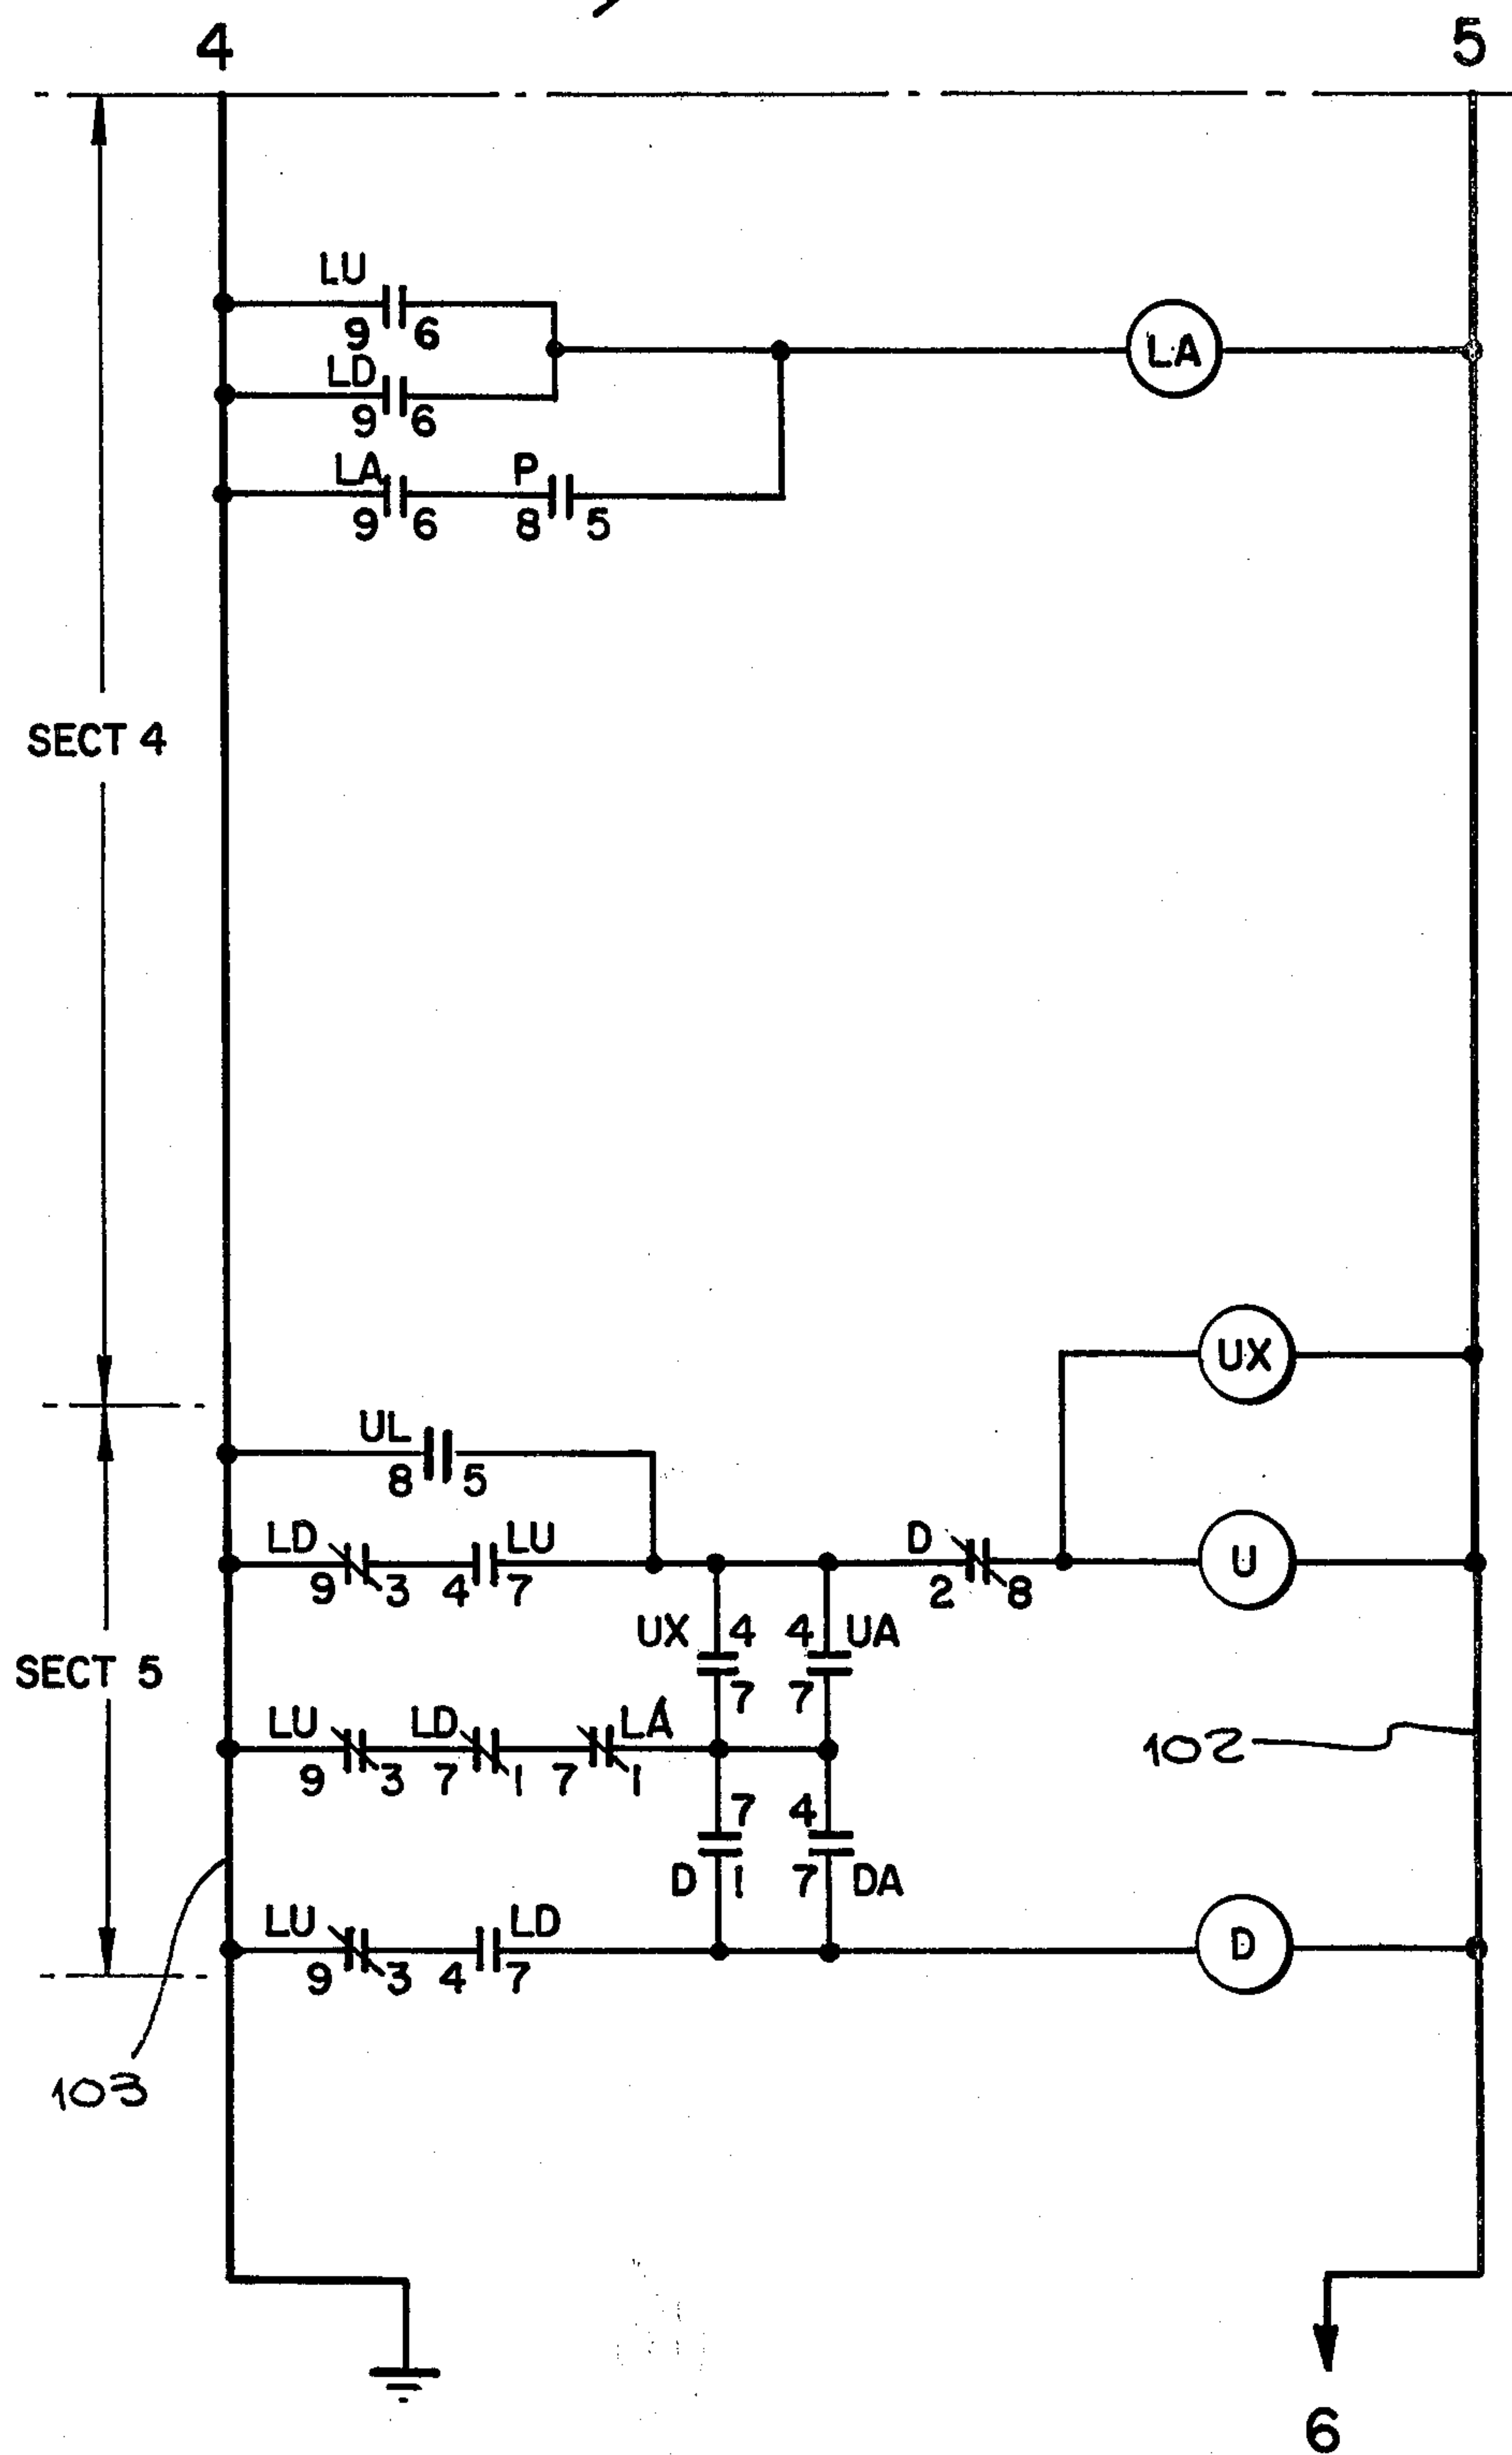 4 5
LU
9 6
LA
LD
9 6
LA P
9 6 8 5
SECT 4
UX
UL
8 5
LD LU D
U
9 3 4 7 2 8
UX 4 4 UA
SECT 5
7 7
LU LD LA
102
9 3 7 1 7 1
7 4
D 1 7 DA
LU LD
D
9 3 4 7
103
6